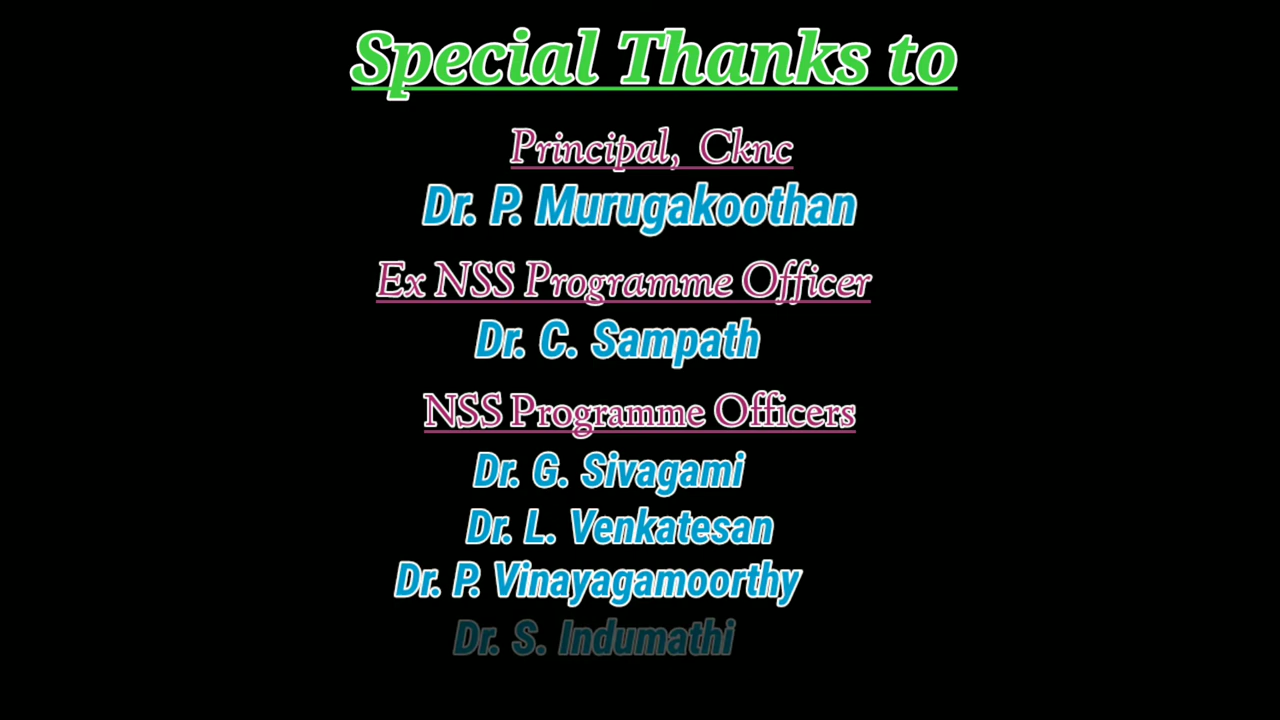 Special Thanks to
Principal, Cknc
Dr. P. Murugakoothan
Ex NSS Programme Officer
Dr. C. Sampath
NSS Programme Officers
Dr. G. Sivagami
Dr. L. Venkatesan
Dr. P. Vinayagamoorthy
Dr. S. Indumathi